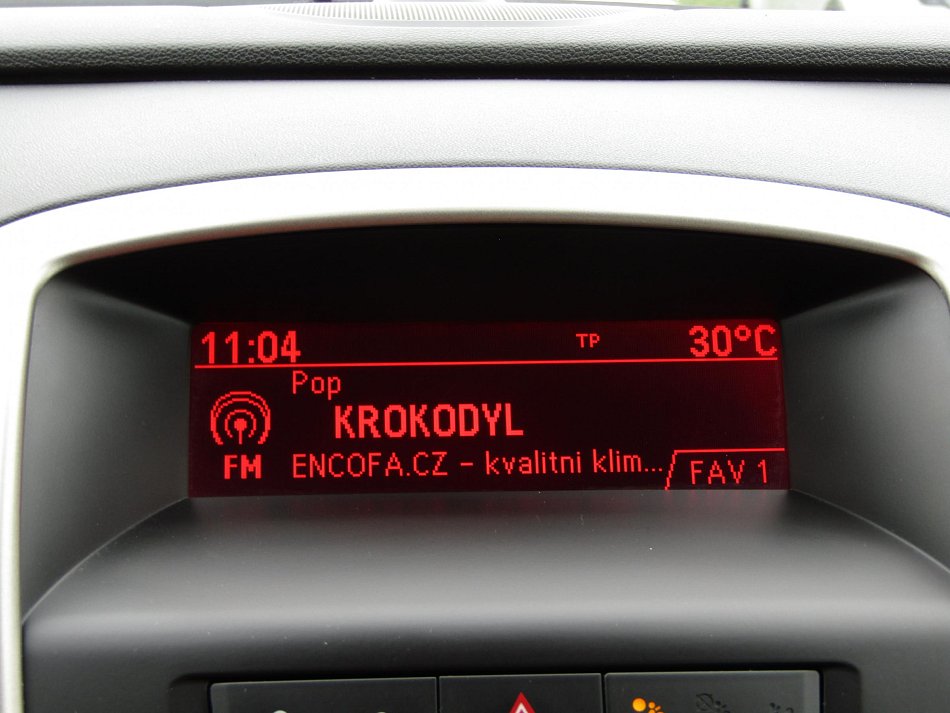 11:04 TP 30°C
Pop
KROKODYL
FM ENCOFA.CZ - kvalitni klim... FAV 1